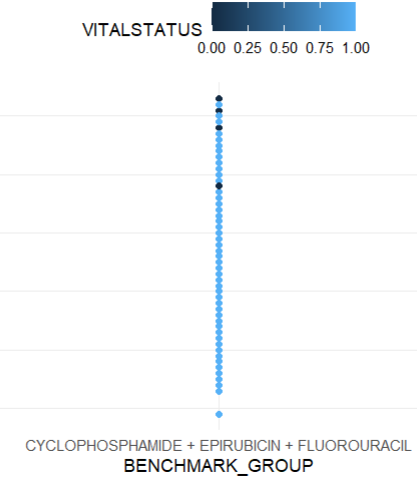 VITALSTATUS
0.00 0.25 0.50 0.75 1.00
CYCLOPHOSPHAMIDE + EPIRUBICIN + FLUOROURACIL
BENCHMARK_GROUP